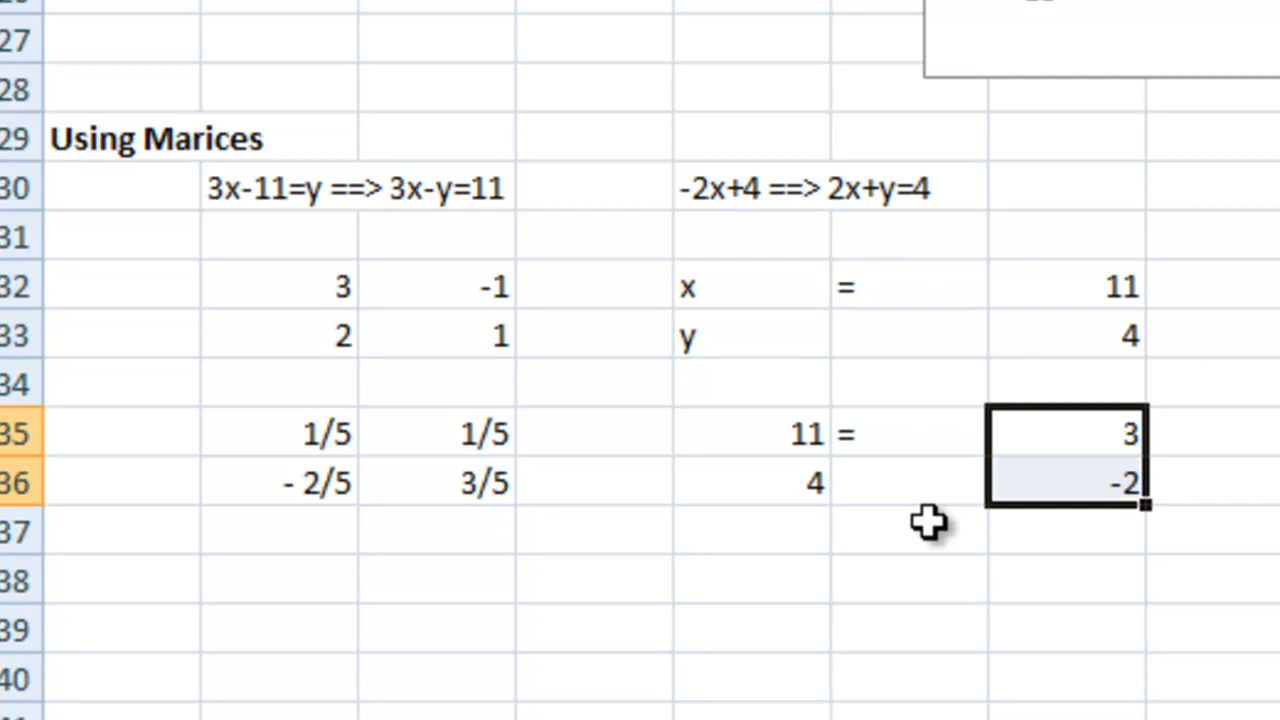 27
28
29 Using Marices
30 3x-11=y ==> 3x-y=11 -2x+4 ==> 2x+y=4
31
32 3 -1 x = 11
33 2 1 y 4
34
35 1/5 1/5 11 = 3
36 - 2/5 3/5 4 -2
37
38
39
40